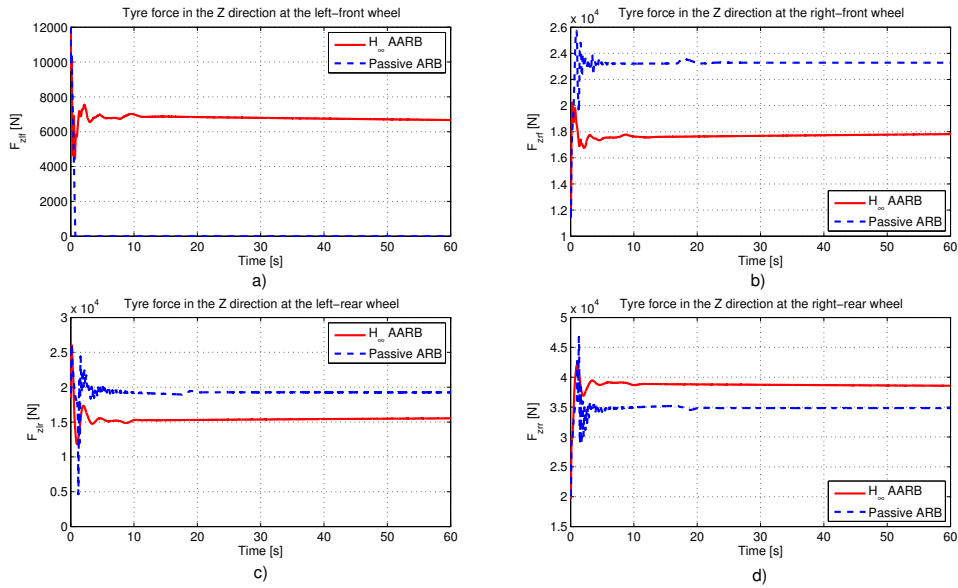 Tyre force in the Z direction at the left−front wheel
12000
10000
8000
6000
4000
2000
0
F_zlf [N]
H_∞ AARB
Passive ARB
0 10 20 30 40 50 60
Time [s]
a)
Tyre force in the Z direction at the right−front wheel
x 10^4
2.6
2.4
2.2
2
1.8
1.6
1.4
1.2
1
F_zrf [N]
H_∞ AARB
Passive ARB
0 10 20 30 40 50 60
Time [s]
b)
Tyre force in the Z direction at the left−rear wheel
x 10^4
3
2.5
2
1.5
1
0.5
0
F_zlr [N]
H_∞ AARB
Passive ARB
0 10 20 30 40 50 60
Time [s]
c)
Tyre force in the Z direction at the right−rear wheel
x 10^4
5
4.5
4
3.5
3
2.5
2
1.5
F_zrr [N]
H_∞ AARB
Passive ARB
0 10 20 30 40 50 60
Time [s]
d)